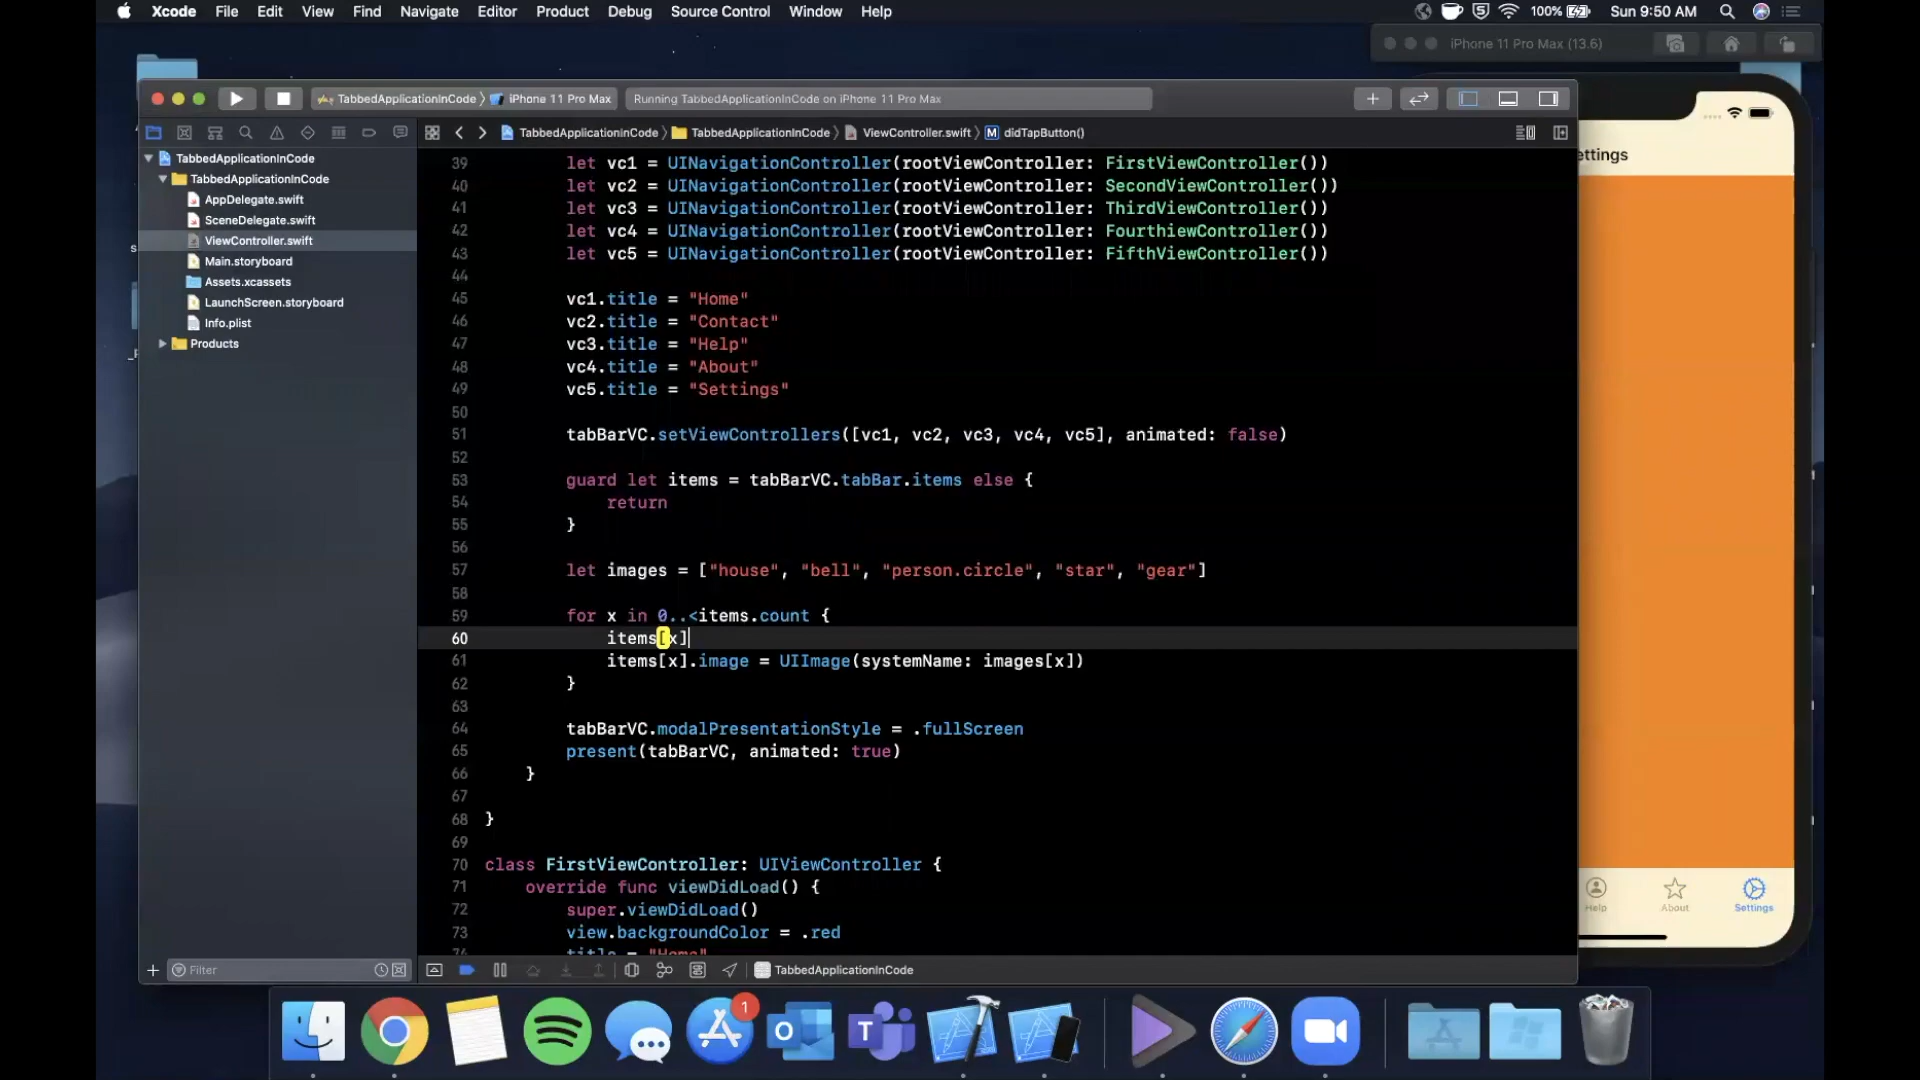 Xcode File Edit View Find Navigate Editor Product Debug Source Control Window Help
100% Sun 9:50 AM
iPhone 11 Pro Max (13.6)
TabbedApplicationInCode iPhone 11 Pro Max
Running TabbedApplicationInCode on iPhone 11 Pro Max
TabbedApplicationInCode TabbedApplicationInCode ViewController.swift M didTapButton()
TabbedApplicationInCode
TabbedApplicationInCode
AppDelegate.swift
SceneDelegate.swift
ViewController.swift
Main.storyboard
Assets.xcassets
LaunchScreen.storyboard
Info.plist
Products
Filter
39 let vc1 = UINavigationController(rootViewController: FirstViewController())
40 let vc2 = UINavigationController(rootViewController: SecondViewController())
41 let vc3 = UINavigationController(rootViewController: ThirdViewController())
42 let vc4 = UINavigationController(rootViewController: FourthiewController())
43 let vc5 = UINavigationController(rootViewController: FifthViewController())
44
45 vc1.title = "Home"
46 vc2.title = "Contact"
47 vc3.title = "Help"
48 vc4.title = "About"
49 vc5.title = "Settings"
50
51 tabBarVC.setViewControllers([vc1, vc2, vc3, vc4, vc5], animated: false)
52
53 guard let items = tabBarVC.tabBar.items else {
54 return
55 }
56
57 let images = ["house", "bell", "person.circle", "star", "gear"]
58
59 for x in 0..<items.count {
60 items[x]
61 items[x].image = UIImage(systemName: images[x])
62 }
63
64 tabBarVC.modalPresentationStyle = .fullScreen
65 present(tabBarVC, animated: true)
66 }
67
68 }
69
70 class FirstViewController: UIViewController {
71 override func viewDidLoad() {
72 super.viewDidLoad()
73 view.backgroundColor = .red
74 title = "Home"
TabbedApplicationInCode
ettings
Help About Settings
1